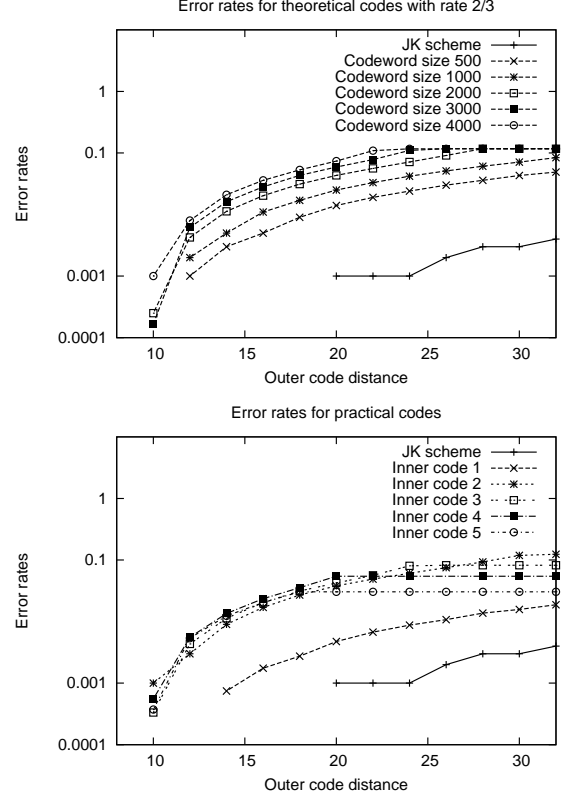 Error rates for theoretical codes with rate 2/3
JK scheme
Codeword size 500
Codeword size 1000
Codeword size 2000
Codeword size 3000
Codeword size 4000
1
0.1
0.001
0.0001
Error rates
10 15 20 25 30
Outer code distance
Error rates for practical codes
JK scheme
Inner code 1
Inner code 2
Inner code 3
Inner code 4
Inner code 5
1
0.1
0.001
0.0001
Error rates
10 15 20 25 30
Outer code distance